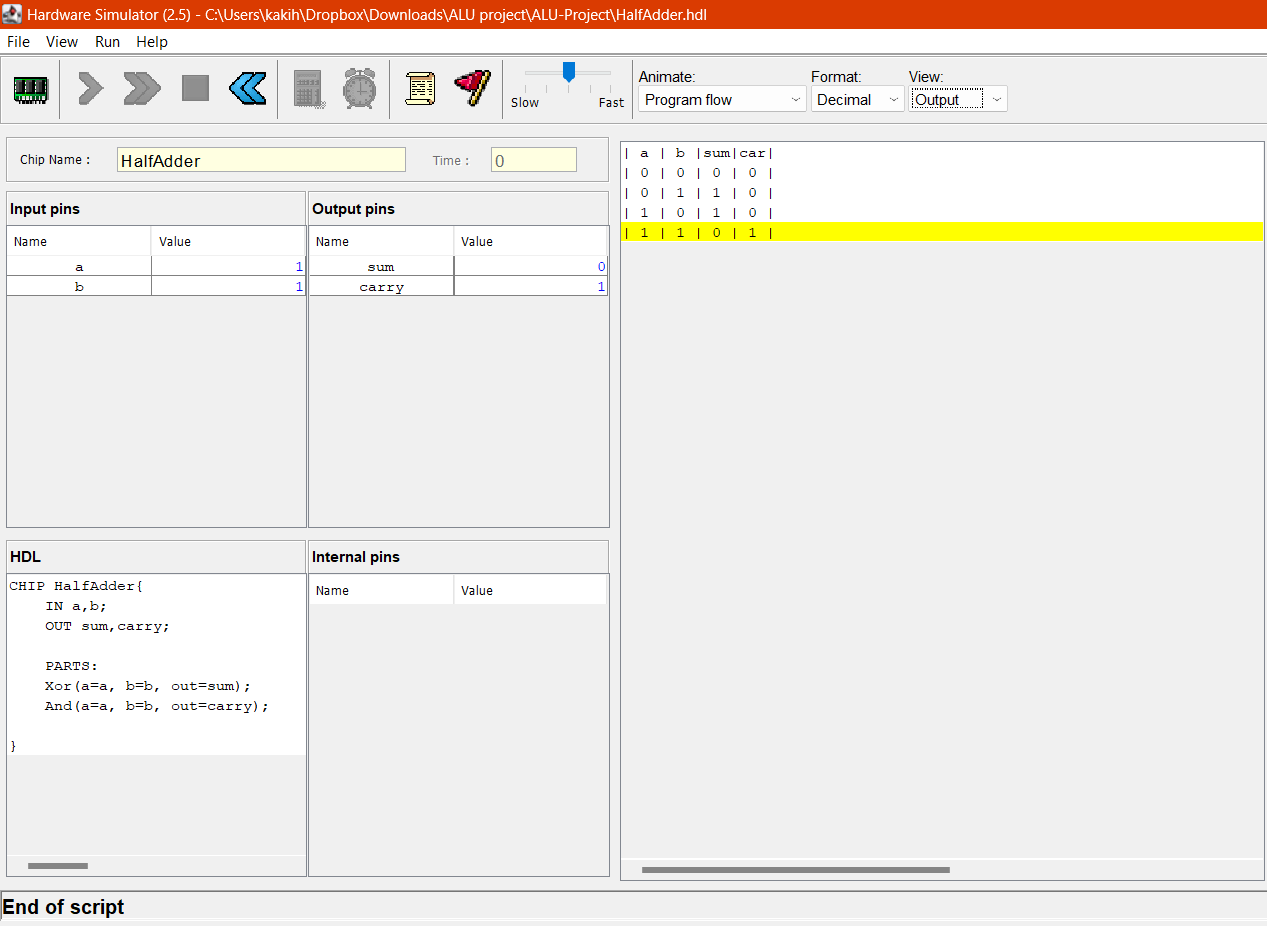 Hardware Simulator (2.5) - C:\Users\kakih\Dropbox\Downloads\ALU project\ALU-Project\HalfAdder.hdl
File View Run Help
Slow Fast
Animate: Format: View:
Program flow Decimal Output
Chip Name : HalfAdder Time : 0
Input pins
Name Value
a 1
b 1
Output pins
Name Value
sum 0
carry 1
HDL
CHIP HalfAdder{
    IN a,b;
    OUT sum,carry;
    PARTS:
    Xor(a=a, b=b, out=sum);
    And(a=a, b=b, out=carry);
}
Internal pins
Name Value
| a | b |sum|car|
| 0 | 0 | 0 | 0 |
| 0 | 1 | 1 | 0 |
| 1 | 0 | 1 | 0 |
| 1 | 1 | 0 | 1 |
End of script